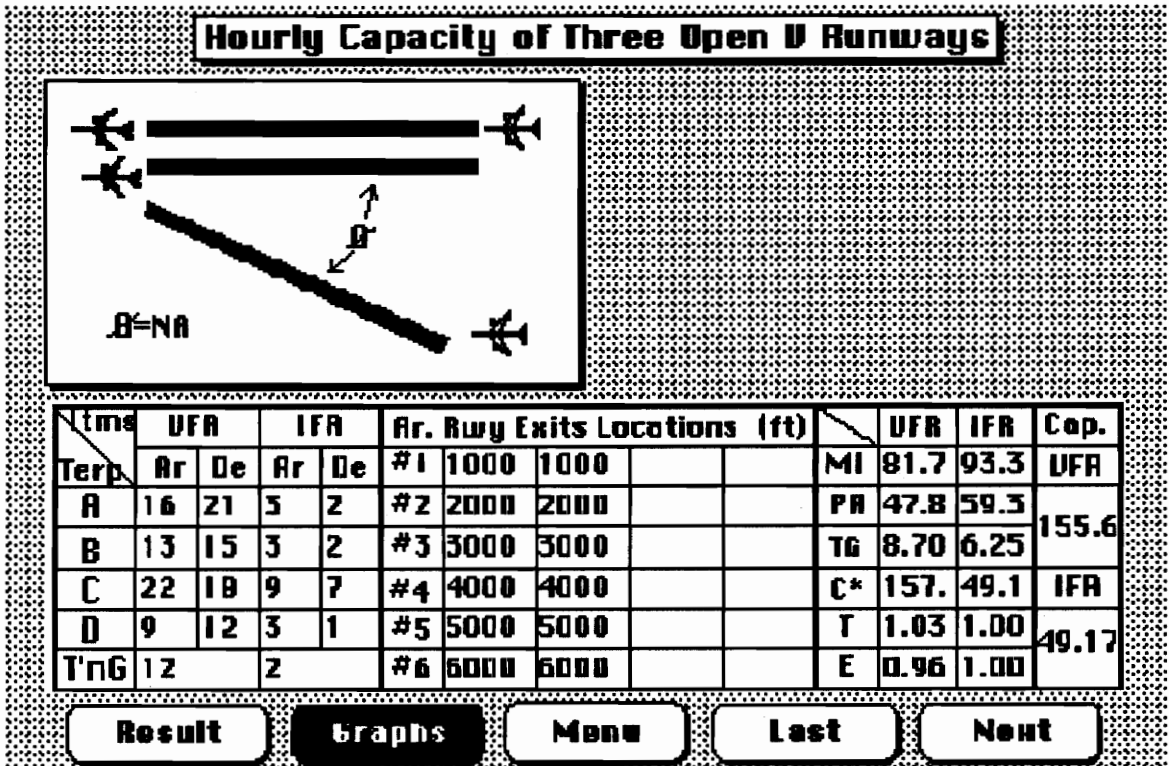 Hourly Capacity of Three Open V Runways
Ø
Ø=NA
Itms VFR IFR Ar. Rwy Exits Locations (ft) VFR IFR Cap.
Terp. Ar De Ar De #1 1000 1000 MI 81.7 93.3 VFR
A 16 21 3 2 #2 2000 2000 PA 47.8 59.3 155.6
B 13 15 3 2 #3 3000 3000 TG 8.70 6.25
C 22 18 9 7 #4 4000 4000 C* 157. 49.1 IFR
D 9 12 3 1 #5 5000 5000 T 1.03 1.00 49.17
T'nG 12 2 #6 6000 6000 E 0.96 1.00
Result Graphs Menu Last Next